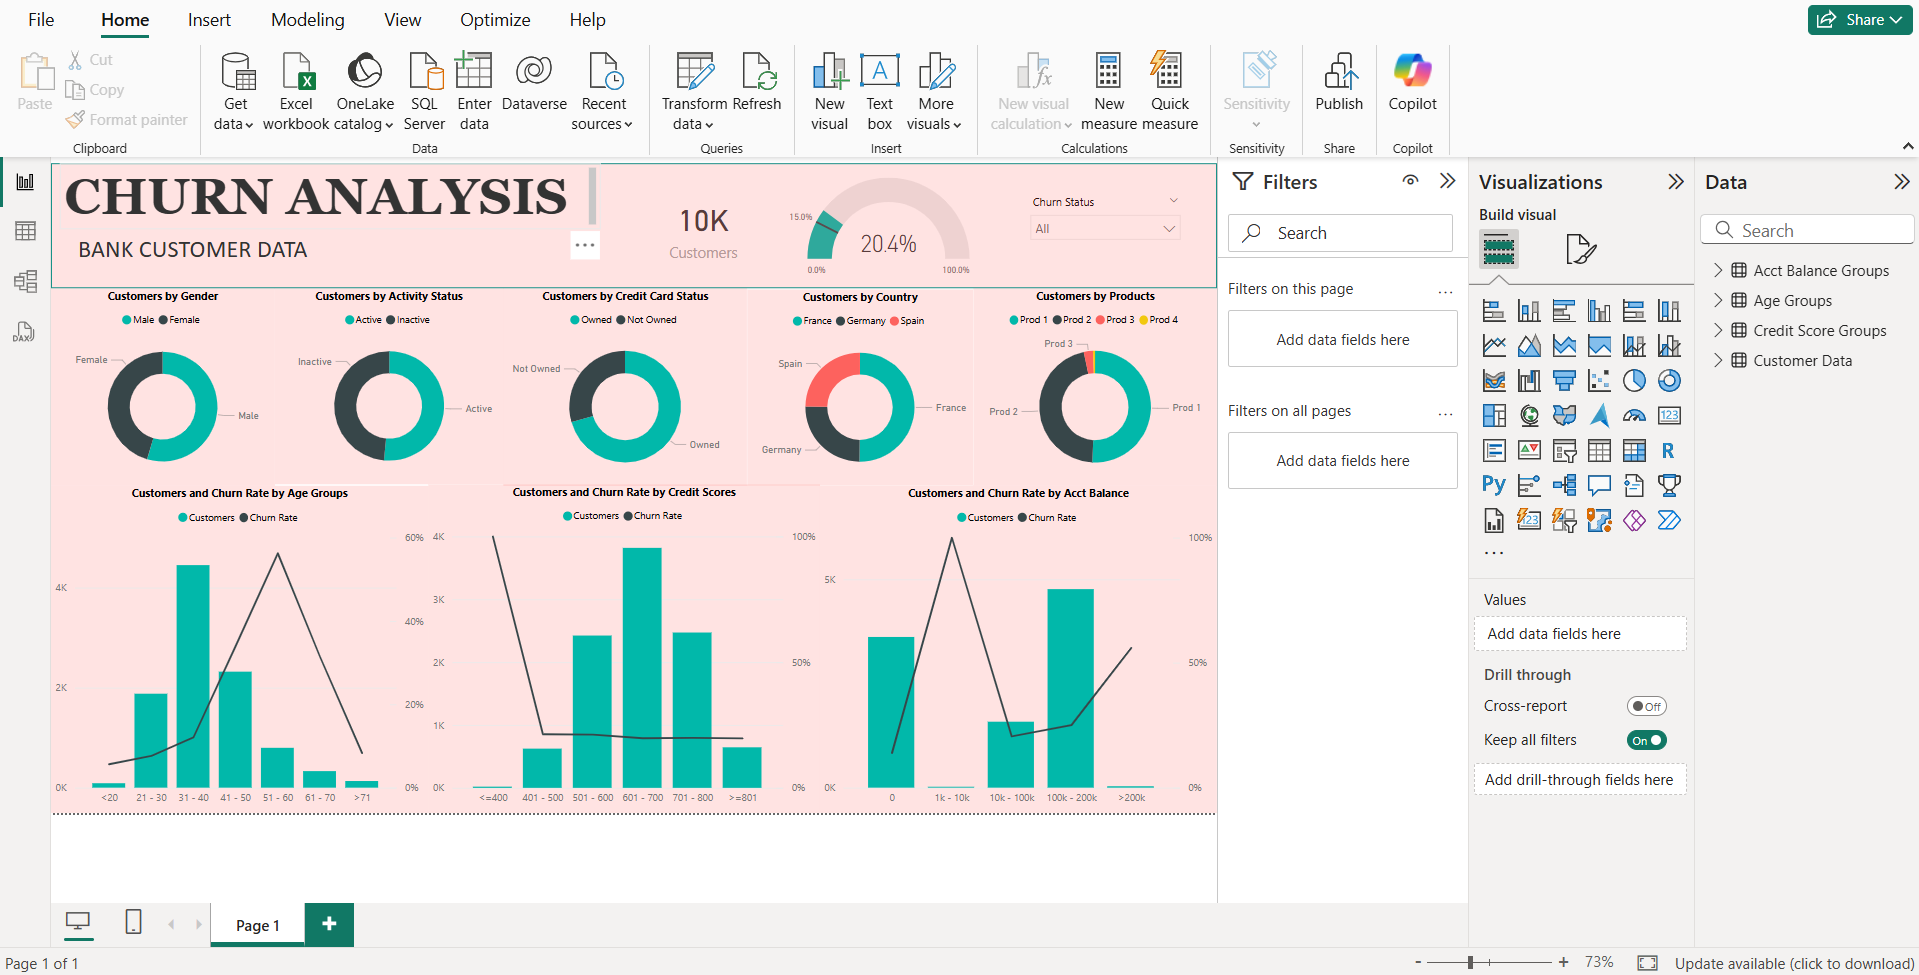 File Home Insert Modeling View Optimize Help Share
Paste Cut
Copy
Format painter
Clipboard
Get data
Excel workbook
OneLake catalog
SQL Server
Enter data
Dataverse
Recent sources
Data
Transform data
Refresh
Queries
New visual
Text box
A
More visuals
Insert
New visual calculation
New measure
Quick measure
Calculations
Sensitivity
Sensitivity
Publish
Share
Copilot
Copilot
DAX
CHURN ANALYSIS
BANK CUSTOMER DATA
10K
Customers
15.0%
20.4%
0.0% 100.0%
Churn Status
All
Customers by Gender
Male Female
Female
Male
Customers by Activity Status
Active Inactive
Inactive
Active
Customers by Credit Card Status
Owned Not Owned
Not Owned
Owned
Customers by Country
France Germany Spain
Spain
France
Germany
Customers by Products
Prod 1 Prod 2 Prod 3 Prod 4
Prod 3
Prod 2
Prod 1
Customers and Churn Rate by Age Groups
Customers Churn Rate
60%
4K
40%
2K
20%
0K 0%
<20 21 - 30 31 - 40 41 - 50 51 - 60 61 - 70 >71
Customers and Churn Rate by Credit Scores
Customers Churn Rate
4K 100%
3K
2K 50%
1K
0K 0%
<=400 401 - 500 501 - 600 601 - 700 701 - 800 >=801
Customers and Churn Rate by Acct Balance
Customers Churn Rate
100%
5K
50%
0K 0%
0 1k - 10k 10k - 100k 100k - 200k >200k
Filters
Search
Filters on this page
Add data fields here
Filters on all pages
Add data fields here
Visualizations
Build visual
123
R
Py
123
Values
Add data fields here
Drill through
Cross-report Off
Keep all filters On
Add drill-through fields here
Data
Search
Acct Balance Groups
Age Groups
Credit Score Groups
Customer Data
Page 1
Page 1 of 1
73%
Update available (click to download)